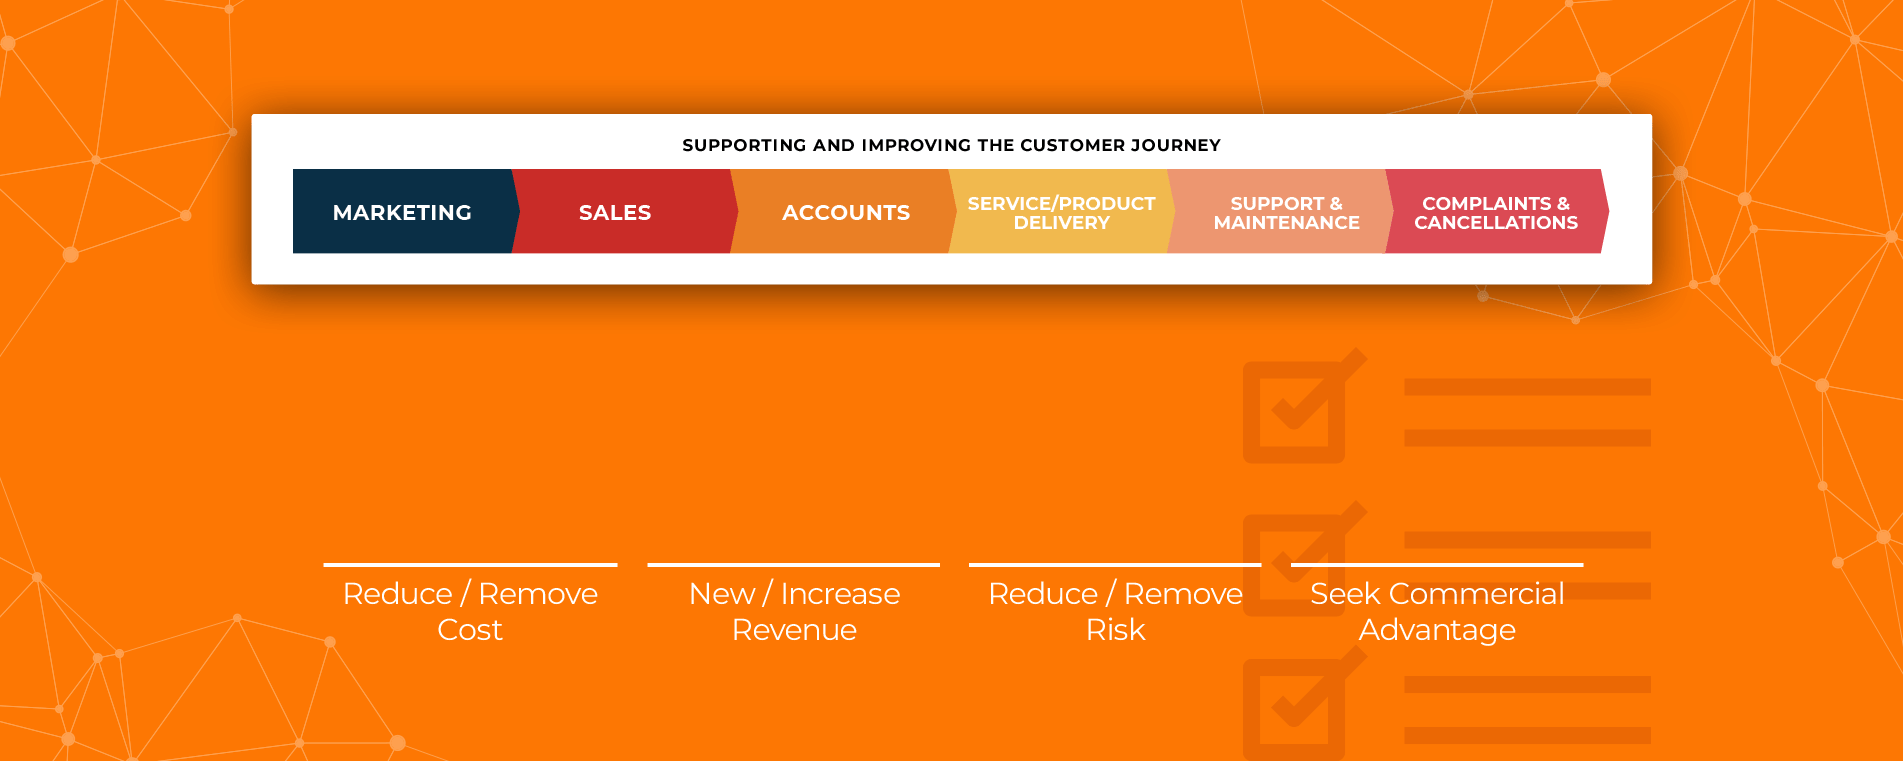 SUPPORTING AND IMPROVING THE CUSTOMER JOURNEY
MARKETING
SALES
ACCOUNTS
SERVICE/PRODUCT
DELIVERY
SUPPORT &
MAINTENANCE
COMPLAINTS &
CANCELLATIONS
Reduce / Remove
Cost
New / Increase
Revenue
Reduce / Remove
Risk
Seek Commercial
Advantage